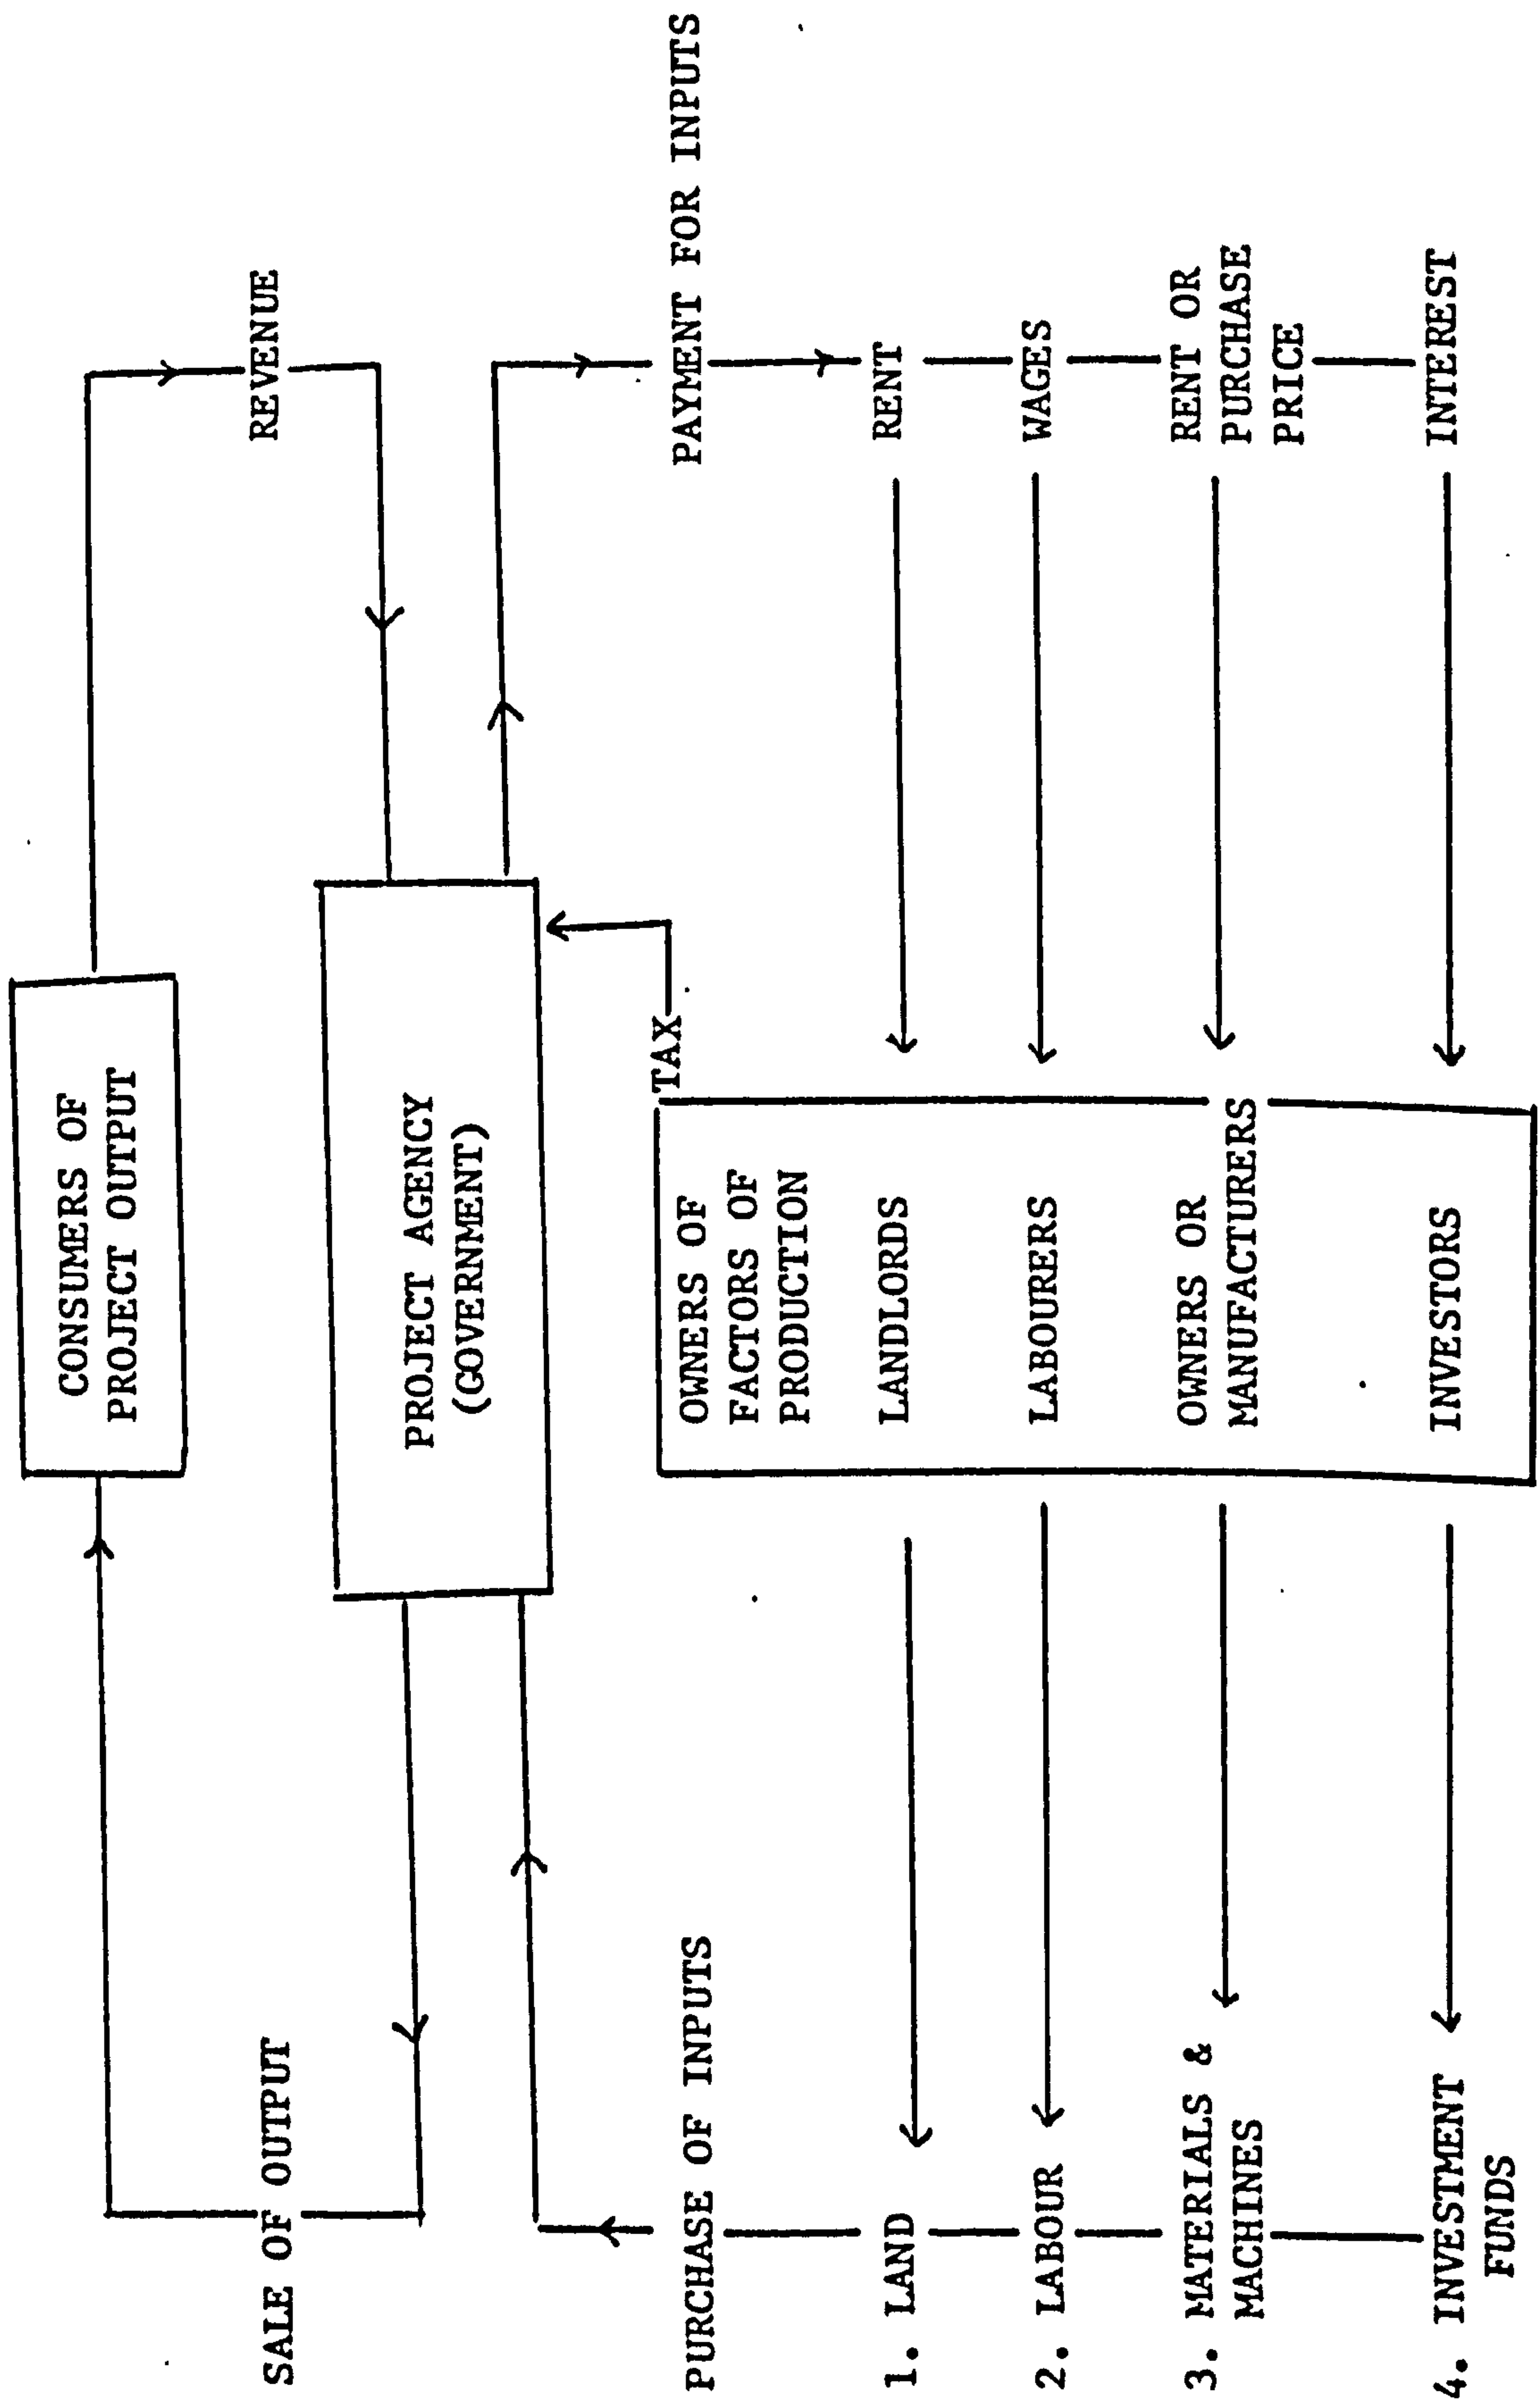 CONSUMERS OF
PROJECT OUTPUT
SALE OF OUTPUT
REVENUE
PROJECT AGENCY
(GOVERNMENT)
TAX
PURCHASE OF INPUTS
OWNERS OF
FACTORS OF
PRODUCTION
PAYMENT FOR INPUTS
1. LAND
LANDLORDS
RENT
2. LABOUR
LABOURERS
WAGES
3. MATERIALS &
MACHINES
OWNERS OR
MANUFACTURERS
RENT OR
PURCHASE
PRICE
4. INVESTMENT
FUNDS
INVESTORS
INTEREST